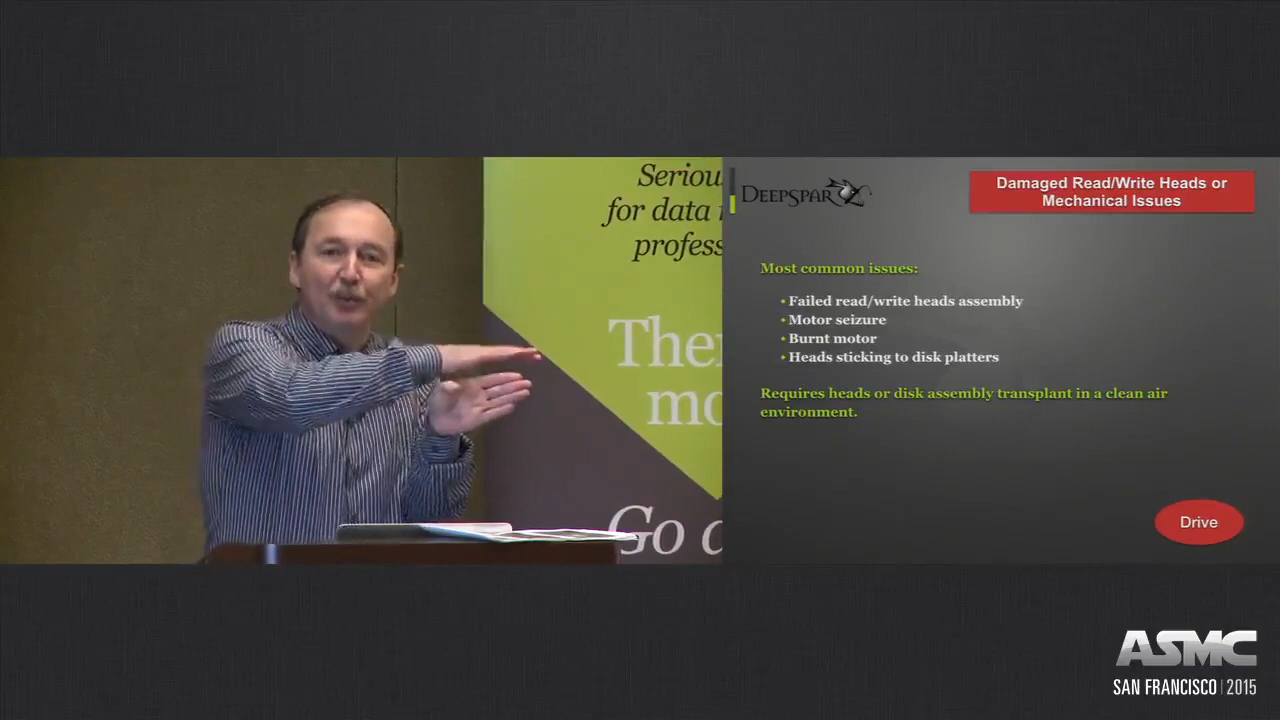 Seriou
for data
profess
The
mo
Go
DEEPSPAR
Damaged Read/Write Heads or
Mechanical Issues
Most common issues:
• Failed read/write heads assembly
• Motor seizure
• Burnt motor
• Heads sticking to disk platters
Requires heads or disk assembly transplant in a clean air
environment.
Drive
ASMC
SAN FRANCISCO | 2015